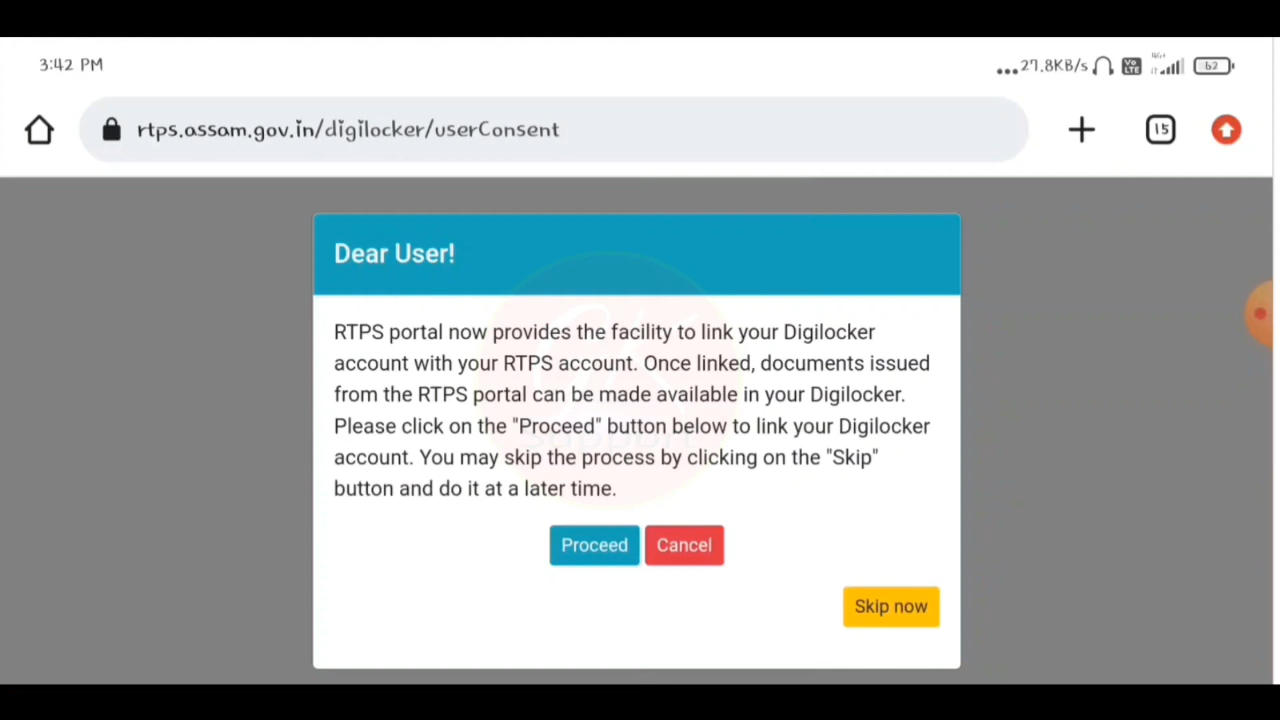 3:42 PM
...27.8KB/s
Vo
LTE
4G+
62
rtps.assam.gov.in/digilocker/userConsent
15
Dear User!
RTPS portal now provides the facility to link your Digilocker
account with your RTPS account. Once linked, documents issued
from the RTPS portal can be made available in your Digilocker.
Please click on the "Proceed" button below to link your Digilocker
account. You may skip the process by clicking on the "Skip"
button and do it at a later time.
Proceed
Cancel
Skip now